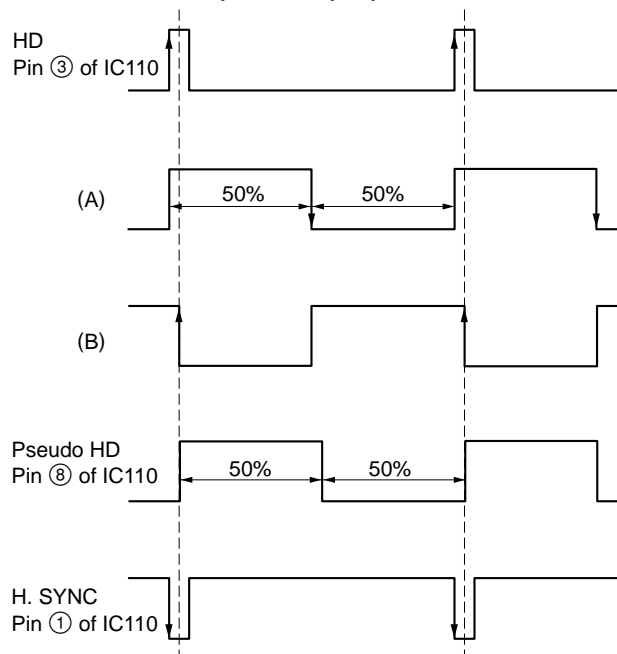 HD
Pin ③ of IC110
(A)
50% 50%
(B)
Pseudo HD
Pin ⑧ of IC110
50% 50%
H. SYNC
Pin ① of IC110